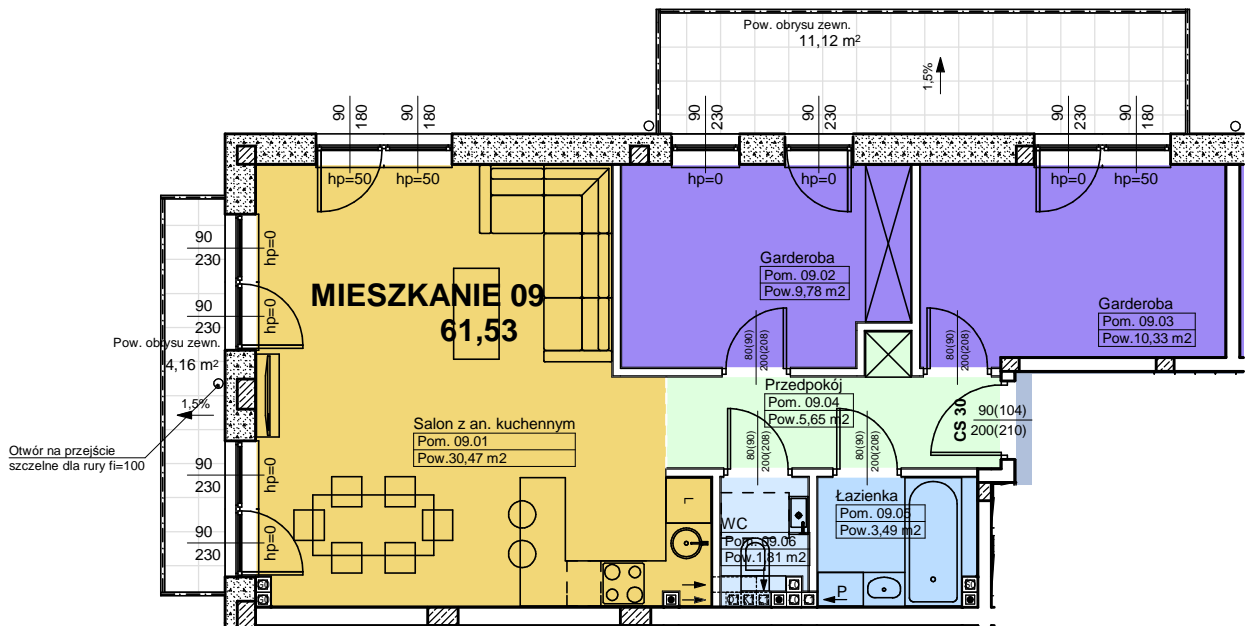 Pow. obrysu zewn.
11,12 m²
1,5%
90
180
90
180
90
230
90
230
90
230
90
180
hp=50
hp=50
hp=0
hp=0
hp=0
hp=50
90
230
hp=0
90
230
hp=0
Pow. obrysu zewn.
4,16 m²
1,5%
Otwór na przejście
szczelne dla rury fi=100
90
230
hp=0
90
230
hp=0
MIESZKANIE 09
61,53
Garderoba
Pom. 09.02
Pow.9,78 m2
Garderoba
Pom. 09.03
Pow.10,33 m2
80(90)
200(208)
80(90)
200(208)
Przedpokój
Pom. 09.04
Pow.5,65 m2
CS 30
90(104)
200(210)
Salon z an. kuchennym
Pom. 09.01
Pow.30,47 m2
80(90)
200(208)
80(90)
200(208)
L
WC
Pom. 09.06
Pow.1,81 m2
Łazienka
Pom. 09.05
Pow.3,49 m2
P